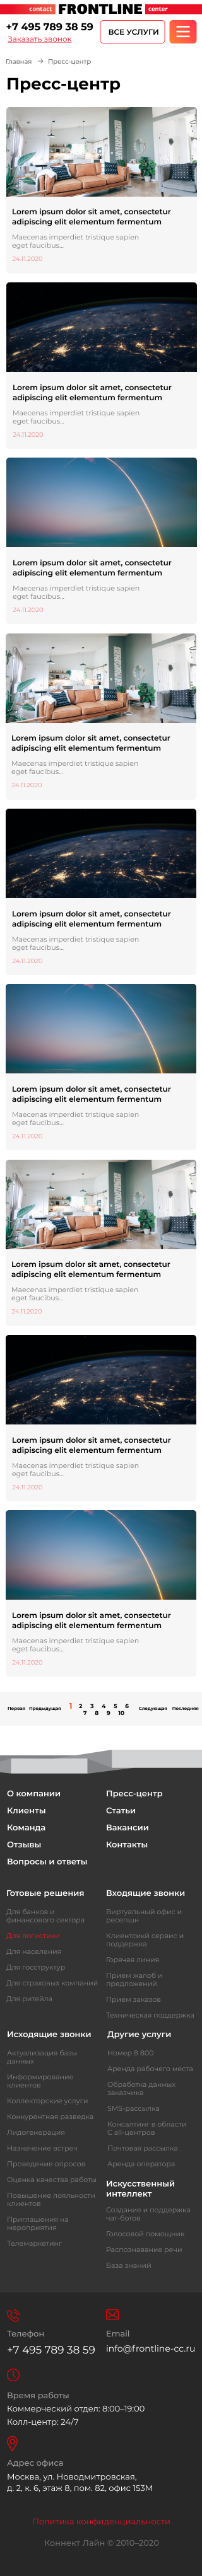 contact FRONTLINE center
+7 495 789 38 59
Заказать звонок
ВСЕ УСЛУГИ
Главная → Пресс-центр
Пресс-центр
Lorem ipsum dolor sit amet, consectetur
adipiscing elit elementum fermentum
Maecenas imperdiet tristique sapien
eget faucibus...
24.11.2020
Lorem ipsum dolor sit amet, consectetur
adipiscing elit elementum fermentum
Maecenas imperdiet tristique sapien
eget faucibus...
24.11.2020
Lorem ipsum dolor sit amet, consectetur
adipiscing elit elementum fermentum
Maecenas imperdiet tristique sapien
eget faucibus...
24.11.2020
Lorem ipsum dolor sit amet, consectetur
adipiscing elit elementum fermentum
Maecenas imperdiet tristique sapien
eget faucibus...
24.11.2020
Lorem ipsum dolor sit amet, consectetur
adipiscing elit elementum fermentum
Maecenas imperdiet tristique sapien
eget faucibus...
24.11.2020
Lorem ipsum dolor sit amet, consectetur
adipiscing elit elementum fermentum
Maecenas imperdiet tristique sapien
eget faucibus...
24.11.2020
Lorem ipsum dolor sit amet, consectetur
adipiscing elit elementum fermentum
Maecenas imperdiet tristique sapien
eget faucibus...
24.11.2020
Lorem ipsum dolor sit amet, consectetur
adipiscing elit elementum fermentum
Maecenas imperdiet tristique sapien
eget faucibus...
24.11.2020
Lorem ipsum dolor sit amet, consectetur
adipiscing elit elementum fermentum
Maecenas imperdiet tristique sapien
eget faucibus...
24.11.2020
Первая Предыдущая 1 2 3 4 5 6 Следующая Последняя
7 8 9 10
О компании
Клиенты
Команда
Отзывы
Вопросы и ответы
Пресс-центр
Статьи
Вакансии
Контакты
Готовые решения
Для банков и
финансового сектора
Для логистики
Для населения
Для госструктур
Для страховых компаний
Для ритейла
Входящие звонки
Виртуальный офис и
ресепшн
Клиентский сервис и
поддержка
Горячая линия
Прием жалоб и
предложений
Прием заказов
Техническая поддержка
Исходящие звонки
Актуализация базы
данных
Информирование
клиентов
Коллекторские услуги
Конкурентная разведка
Лидогенерация
Назначение встреч
Проведение опросов
Оценка качества работы
Повышение лояльности
клиентов
Приглашения на
мероприятия
Телемаркетинг
Другие услуги
Номер 8 800
Аренда рабочего места
Обработка данных
заказчика
SMS-рассылка
Консалтинг в области
C all-центров
Почтовая рассылка
Аренда оператора
Искусственный
интеллект
Создание и поддержка
чат-ботов
Голосовой помощник
Распознавание речи
База знаний
Телефон
+7 495 789 38 59
Email
info@frontline-cc.ru
Время работы
Коммерческий отдел: 8:00–19:00
Колл-центр: 24/7
Адрес офиса
Москва, ул. Новодмитровская,
д. 2, к. 6, этаж 8, пом. 82, офис 153М
Политика конфиденциальности
Коннект Лайн © 2010–2020